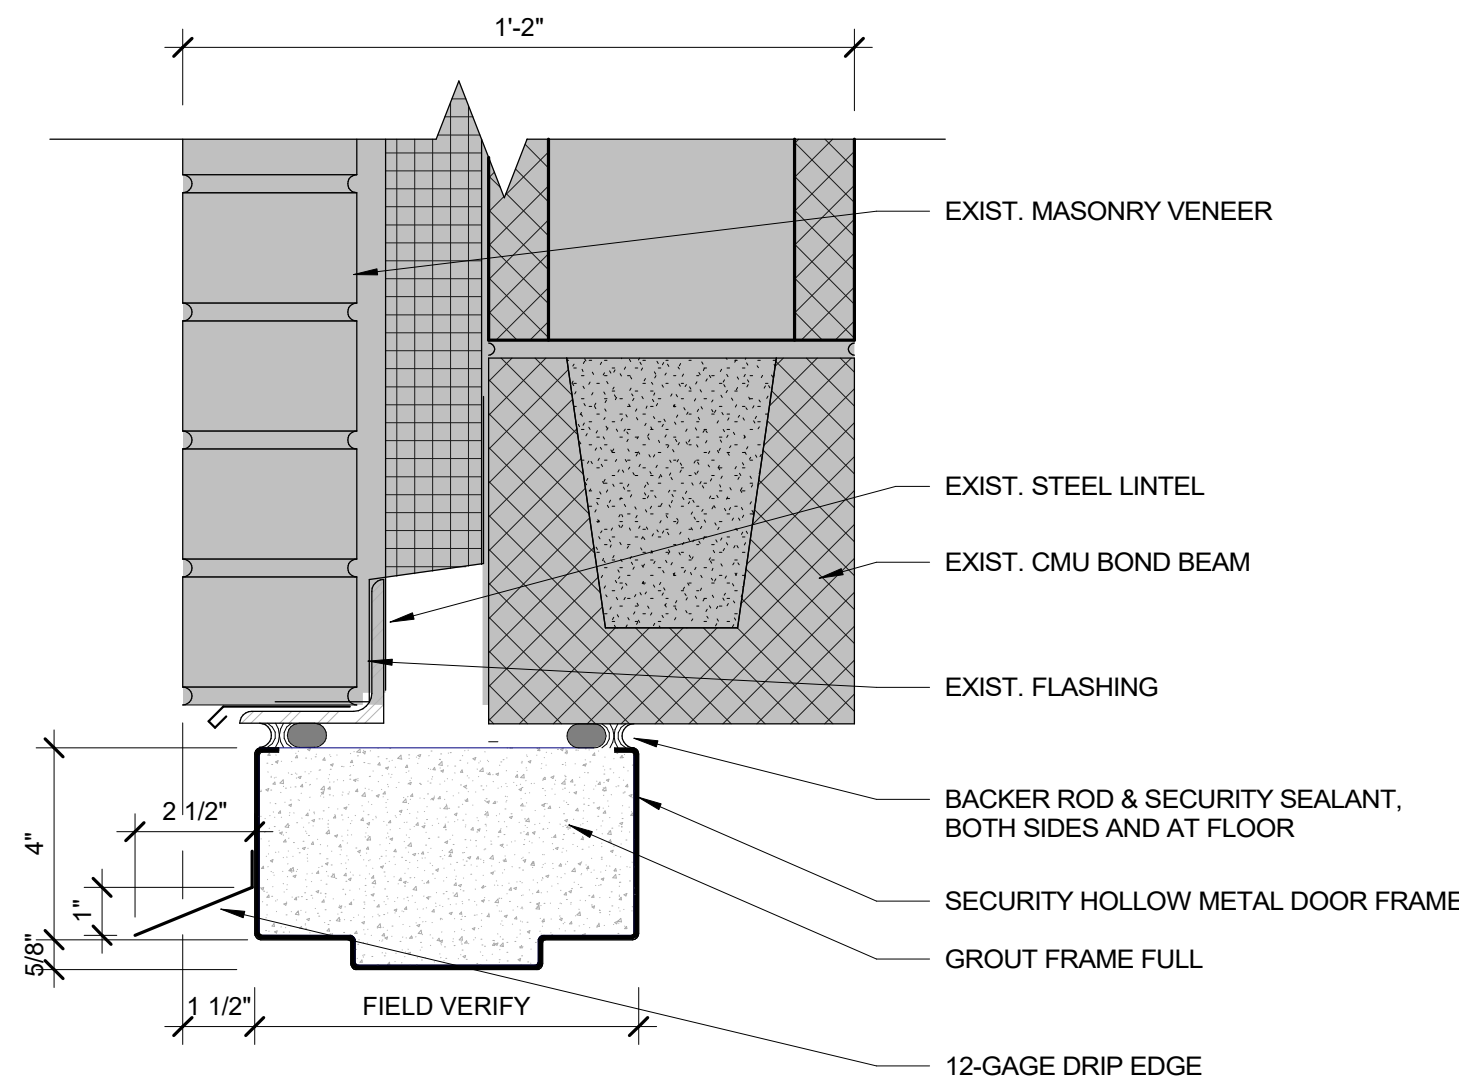 1'-2"
EXIST. MASONRY VENEER
EXIST. STEEL LINTEL
EXIST. CMU BOND BEAM
EXIST. FLASHING
BACKER ROD & SECURITY SEALANT,
BOTH SIDES AND AT FLOOR
SECURITY HOLLOW METAL DOOR FRAME
GROUT FRAME FULL
12-GAGE DRIP EDGE
2 1/2"
4"
1"
5/8"
1 1/2"
FIELD VERIFY